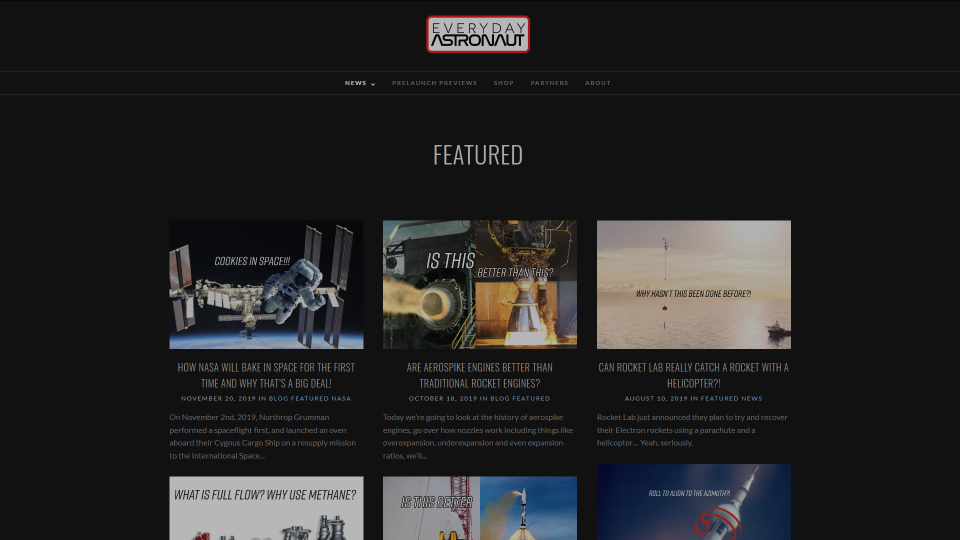 EVERYDAY
ASTRONAUT
NEWS PRELAUNCH PREVIEWS SHOP PARTNERS ABOUT
FEATURED
COOKIES IN SPACE!!!
HOW NASA WILL BAKE IN SPACE FOR THE FIRST
TIME AND WHY THAT'S A BIG DEAL!
NOVEMBER 20, 2019 IN BLOG FEATURED NASA
On November 2nd, 2019, Northrop Grumman
performed a spaceflight first, and launched an oven
aboard their Cygnus Cargo Ship on a resupply mission
to the International Space...
IS THIS
BETTER THAN THIS?
ARE AEROSPIKE ENGINES BETTER THAN
TRADITIONAL ROCKET ENGINES?
OCTOBER 18, 2019 IN BLOG FEATURED
Today we're going to look at the history of aerospike
engines, go over how nozzles work including things like
overexpansion, underexpansion and even expansion
ratios, we'll...
WHY HASN'T THIS BEEN DONE BEFORE?!
CAN ROCKET LAB REALLY CATCH A ROCKET WITH A
HELICOPTER?!
AUGUST 10, 2019 IN FEATURED NEWS
Rocket Lab just announced they plan to try and recover
their Electron rockets using a parachute and a
helicopter... Yeah, seriously.
WHAT IS FULL FLOW? WHY USE METHANE?
IS THIS BETTER
ROLL TO ALIGN TO THE AZIMUTH?!